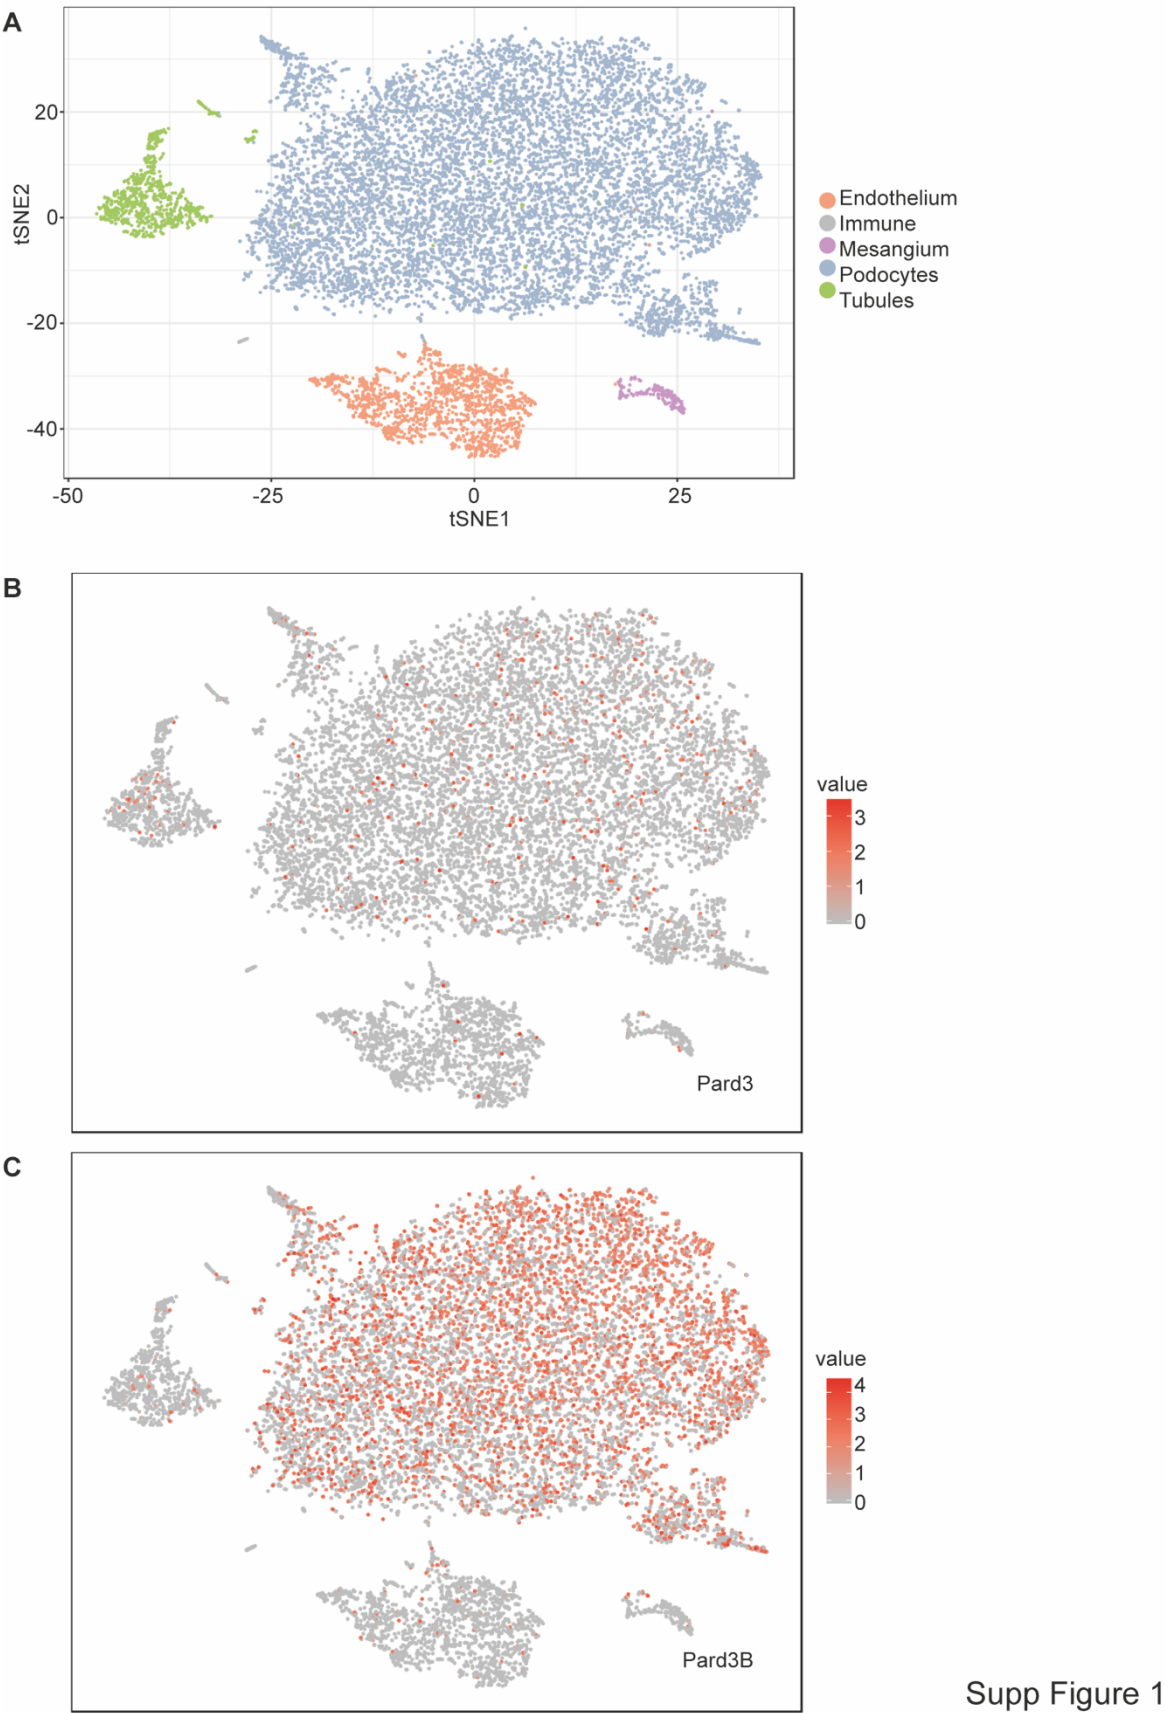 A
20
0
-20
-40
tSNE2
-50 -25 0 25
tSNE1
Endothelium
Immune
Mesangium
Podocytes
Tubules
B
value
3
2
1
0
Pard3
C
value
4
3
2
1
0
Pard3B
Supp Figure 1